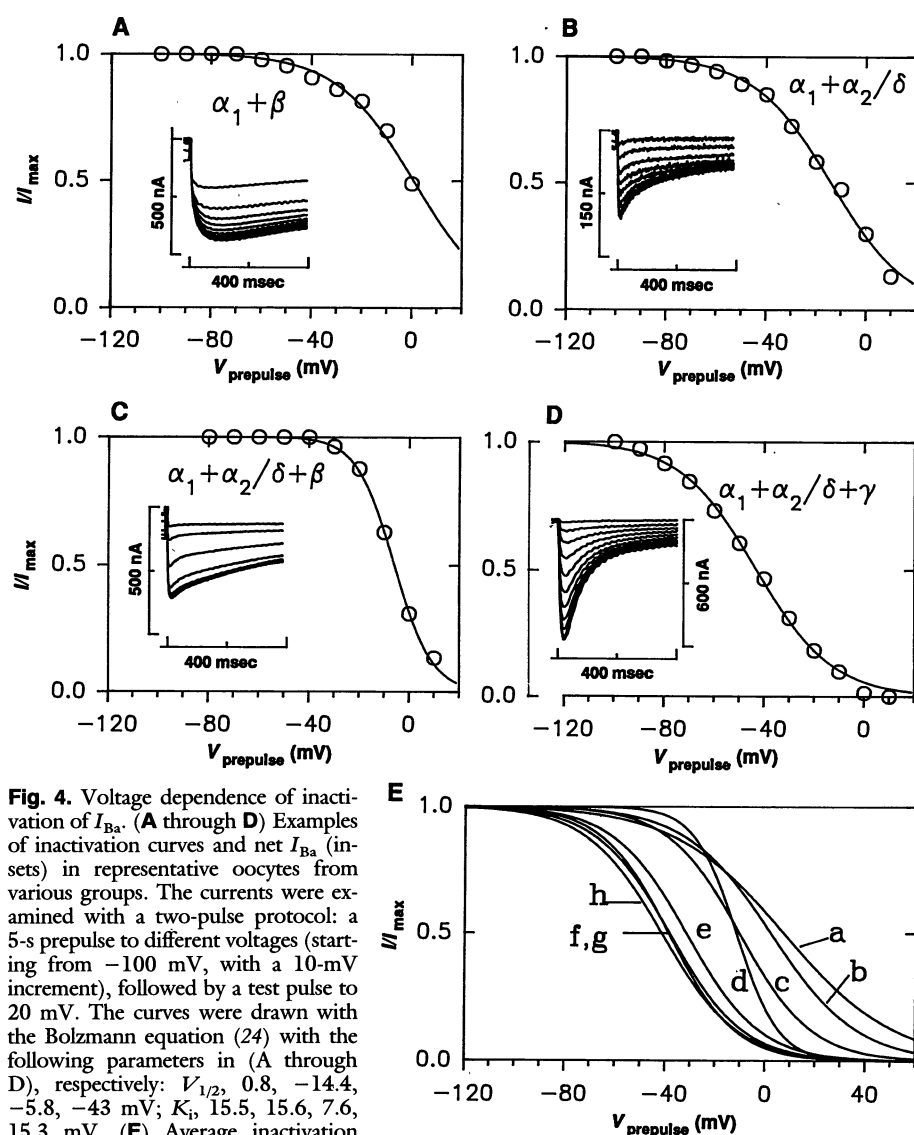 A
1.0
0.5
0.0
I/Imax
α1+β
500 nA
400 msec
−120 −80 −40 0
Vprepulse (mV)
B
1.0
0.5
0.0
α1+α2/δ
150 nA
400 msec
−120 −80 −40 0
Vprepulse (mV)
C
1.0
0.5
0.0
I/Imax
α1+α2/δ+β
500 nA
400 msec
−120 −80 −40 0
Vprepulse (mV)
D
1.0
0.5
0.0
α1+α2/δ+γ
600 nA
400 msec
−120 −80 −40 0
Vprepulse (mV)
Fig. 4. Voltage dependence of inacti-
vation of IBa. (A through D) Examples
of inactivation curves and net IBa (in-
sets) in representative oocytes from
various groups. The currents were ex-
amined with a two-pulse protocol: a
5-s prepulse to different voltages (start-
ing from −100 mV, with a 10-mV
increment), followed by a test pulse to
20 mV. The curves were drawn with
the Bolzmann equation (24) with the
following parameters in (A through
D), respectively: V1/2, 0.8, −14.4,
−5.8, −43 mV; Ki, 15.5, 15.6, 7.6,
15.3 mV. (E) Average inactivation
E
1.0
0.5
0.0
I/Imax
h
f,g
e
d
c
a
b
−120 −80 −40 0 40
Vprepulse (mV)